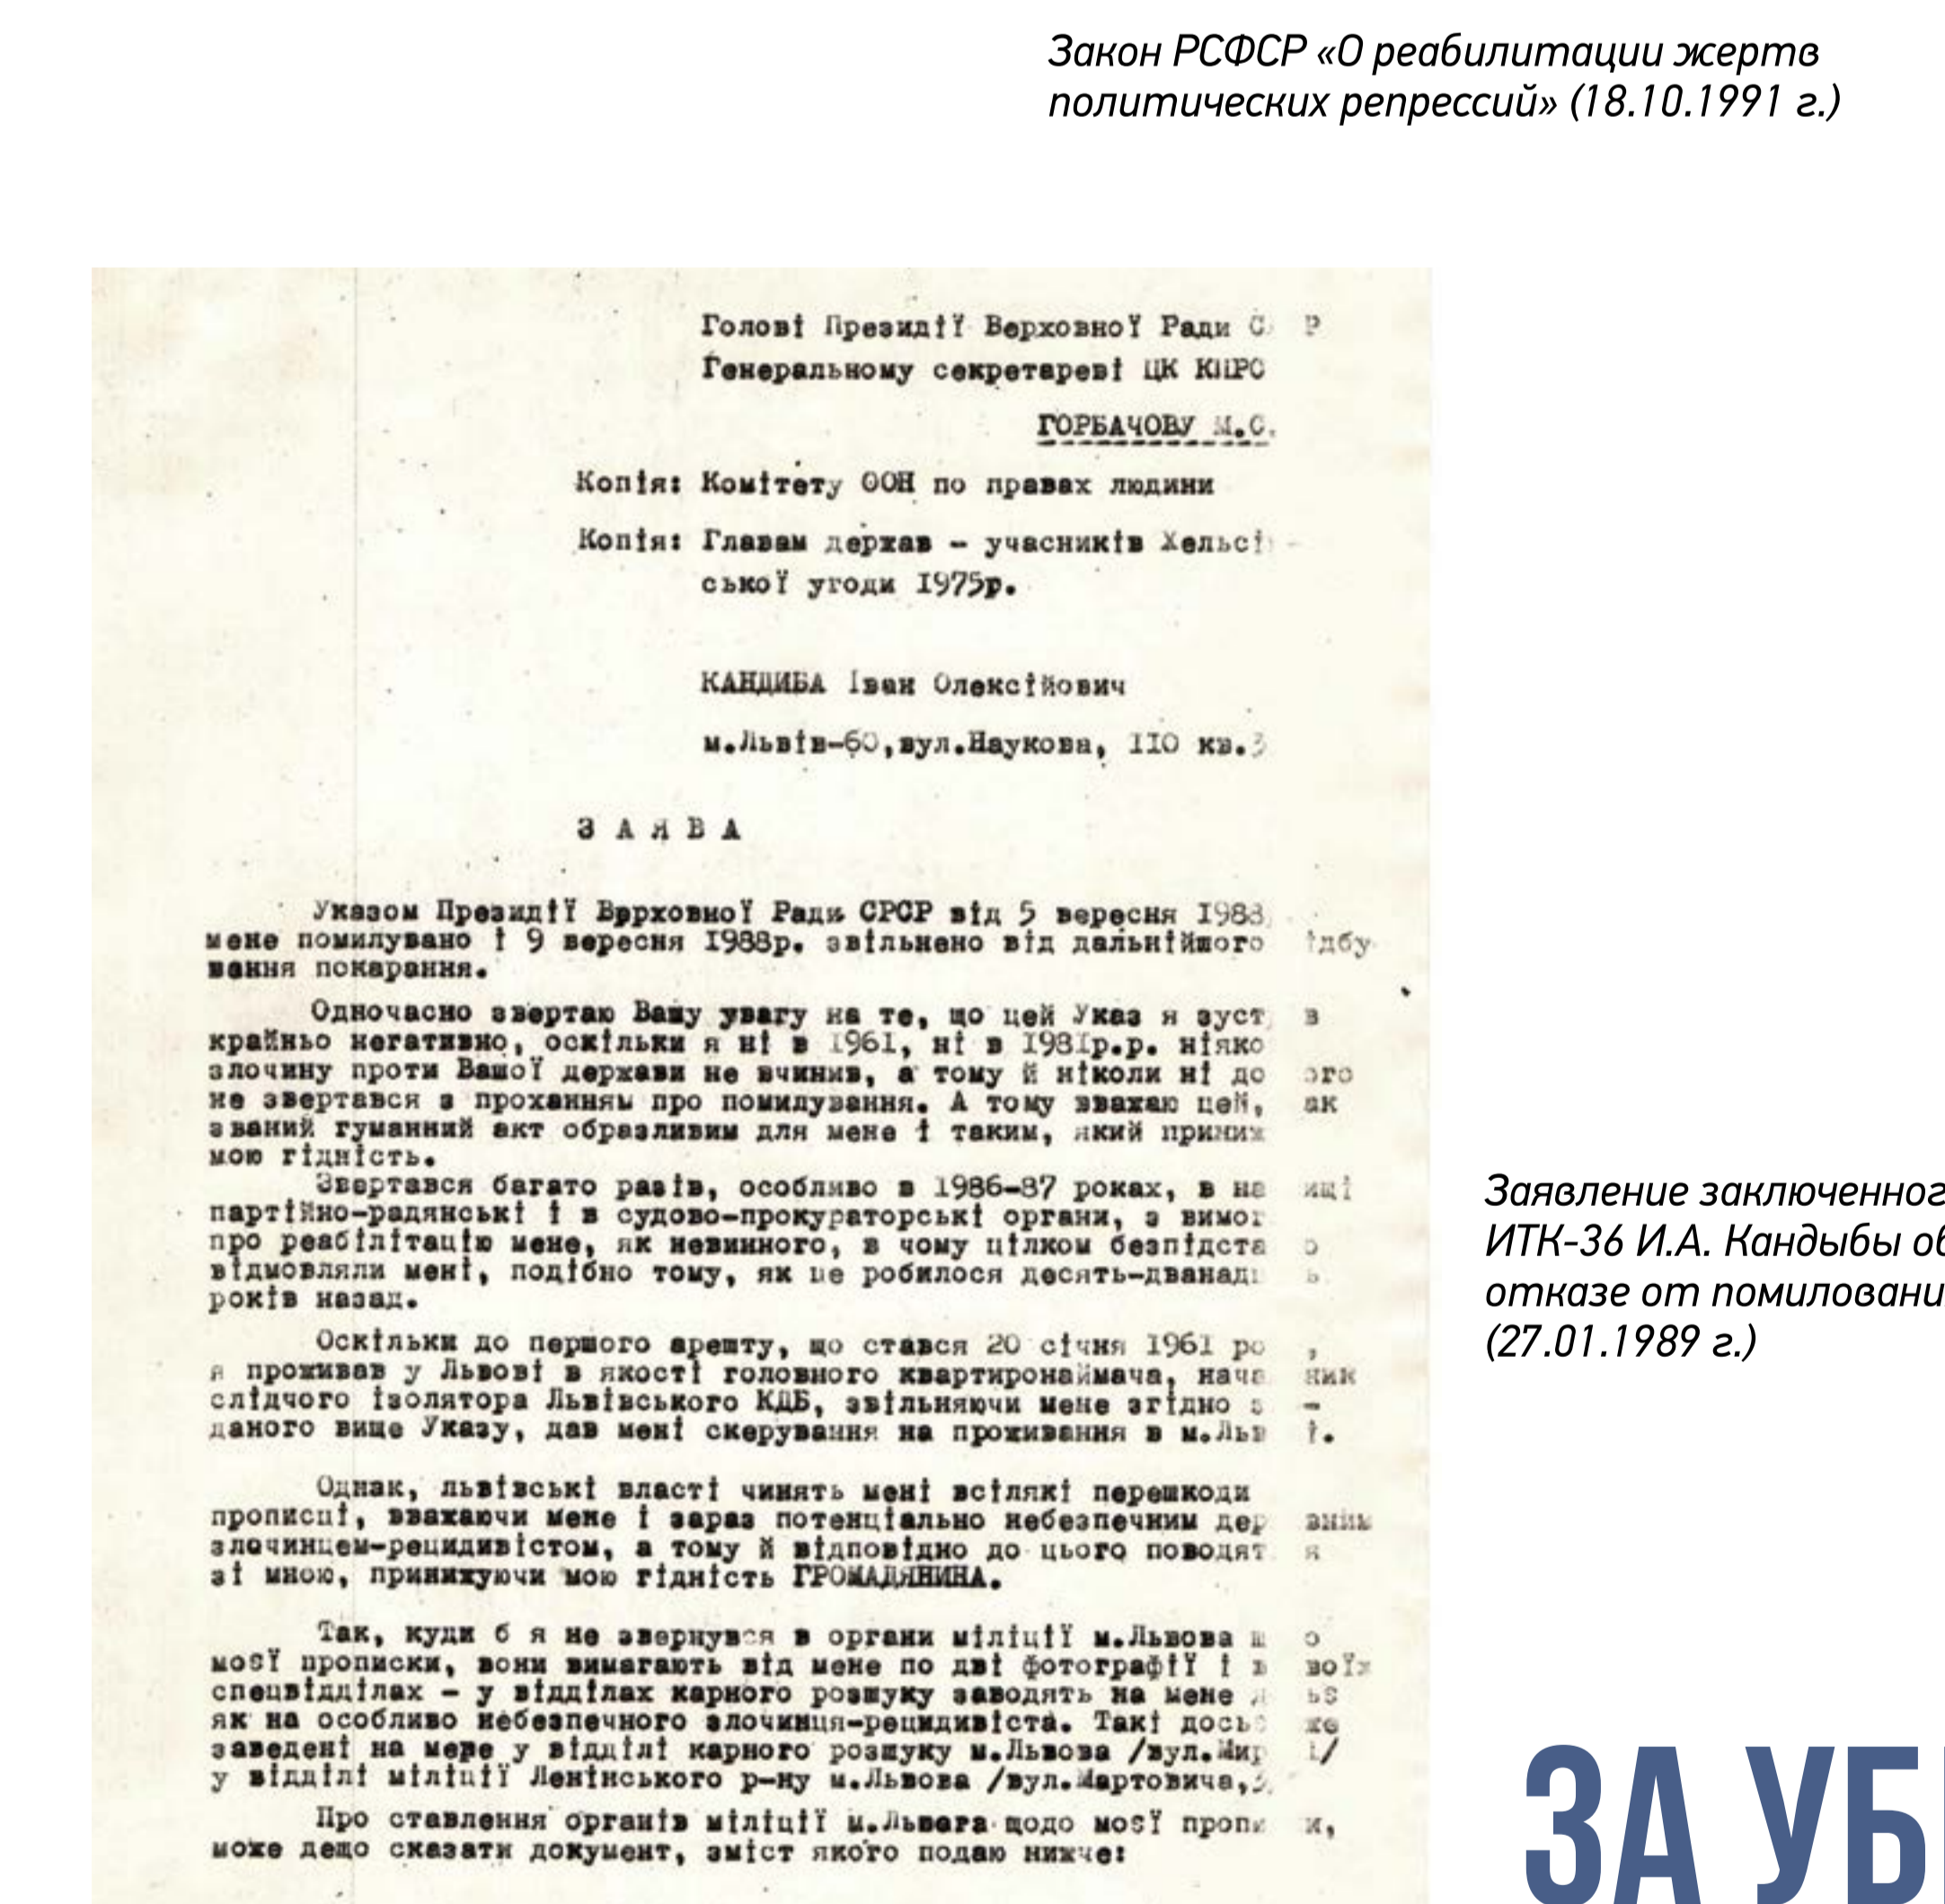 Закон РСФСР «О реабилитации жертв
политических репрессий» (18.10.1991 г.)
Голові Президії Верховної Ради
Генеральному секретареві ЦК КПРС
ГОРБАЧОВУ М.С.
Копія: Комітету ООН по правах людини
Копія: Главам держав – учасників
ської угоди 1975р.
КАНДИБА Іван Олексійович
м.Львів-60,вул.Наукова, 110 кв.3
ЗАЯВА
Указом Президії Верховної Ради СРСР від 5 вересня 1988
мене помилувано і 9 вересня 1988р. звільнено від дальнійшого ідбу
вання покарання.
Одночасно звертаю Вашу увагу на те, що цей Указ я зуст в
крайньо негативно, оскільки я ні в 1961, ні в 1981р.р. ніяко
злочину проти Вашої держави не вчинив, а тому й ніколи ні до ого
не звертався з проханням про помилування. А тому вважаю цей, ак
званий гуманний акт образливим для мене і таким, який приниж
мою гідність.
Звертався багато разів, особливо в 1986-87 роках, в на ищі
партійно-радянські і в судово-прокураторські органи, з вимог
про реабілітацію мене, як невинного, в чому цілком безпідста о
відмовляли мені, подібно тому, як це робилося десять-дванадц ь
років назад.
Оскільки до першого арешту, що стався 20 січня 1961 ро ,
я проживав у Львові в якості головного квартиронаймача, нача ник
слідчого ізолятора Львівського КДБ, звільняючи мене згідно з -
даного вище Указу, дав мені скерування на проживання в м.Льв і.
Однак, львівські власті чинять мені всілякі перешкоди
прописці, вважаючи мене і зараз потенціально небезпечним дер вним
злочинцем-рецидивістом, а тому й відповідно до цього поводят я
зі мною, принижуючи мою гідність ГРОМАДЯНИНА.
Так, куди б я не звернувся в органи міліції м.Львова щ о
моєї прописки, вони вимагають від мене по дві фотографії і в воїх
спецвідділах – у відділах карного розшуку заводять на мене д ьє
як на особливо небезпечного злочинця-рецидивіста. Такі дось же
заведені на мене у відділі карного розшуку м.Львова /вул.Мир і/
у відділі міліції Ленінського р-ну м.Львова /вул.Мартовича,
Про ставлення органів міліції м.Львова щодо моєї пропи и,
може дещо сказати документ, зміст якого подаю нижче:
Заявление заключенног
ИТК-36 И.А. Кандыбы об
отказе от помиловани
(27.01.1989 г.)
ЗА УБ